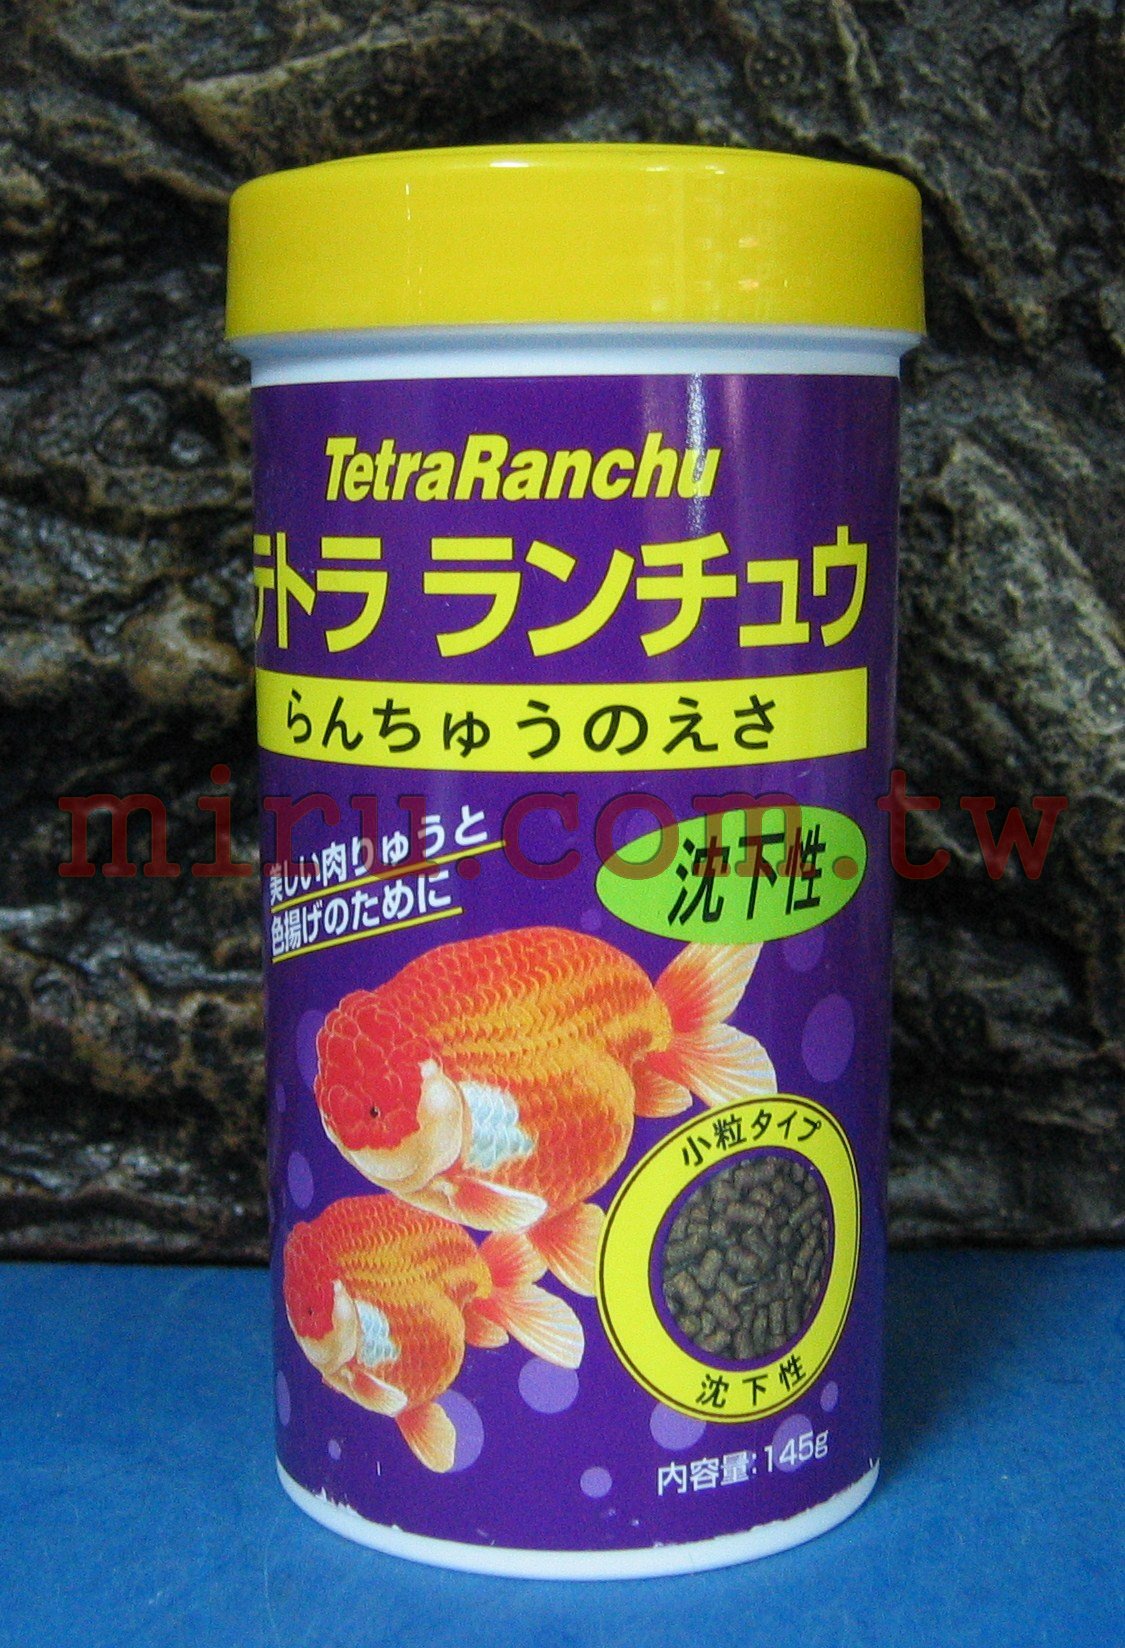 TetraRanchu
テトラ ランチュウ
らんちゅうのえさ
miru.com.tw
美しい肉りゅうと
色揚げのために
沈下性
小粒タイプ
沈下性
内容量:145g